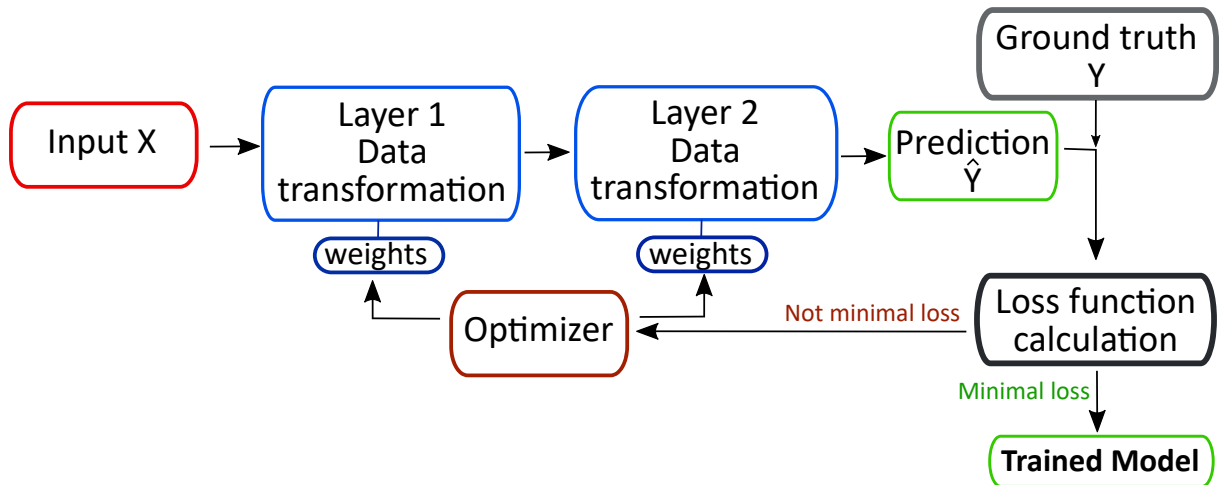 Ground truth
Y
Input X
Layer 1
Data
transformation
Layer 2
Data
transformation
Prediction
Ŷ
weights
weights
Optimizer
Not minimal loss
Loss function
calculation
Minimal loss
Trained Model